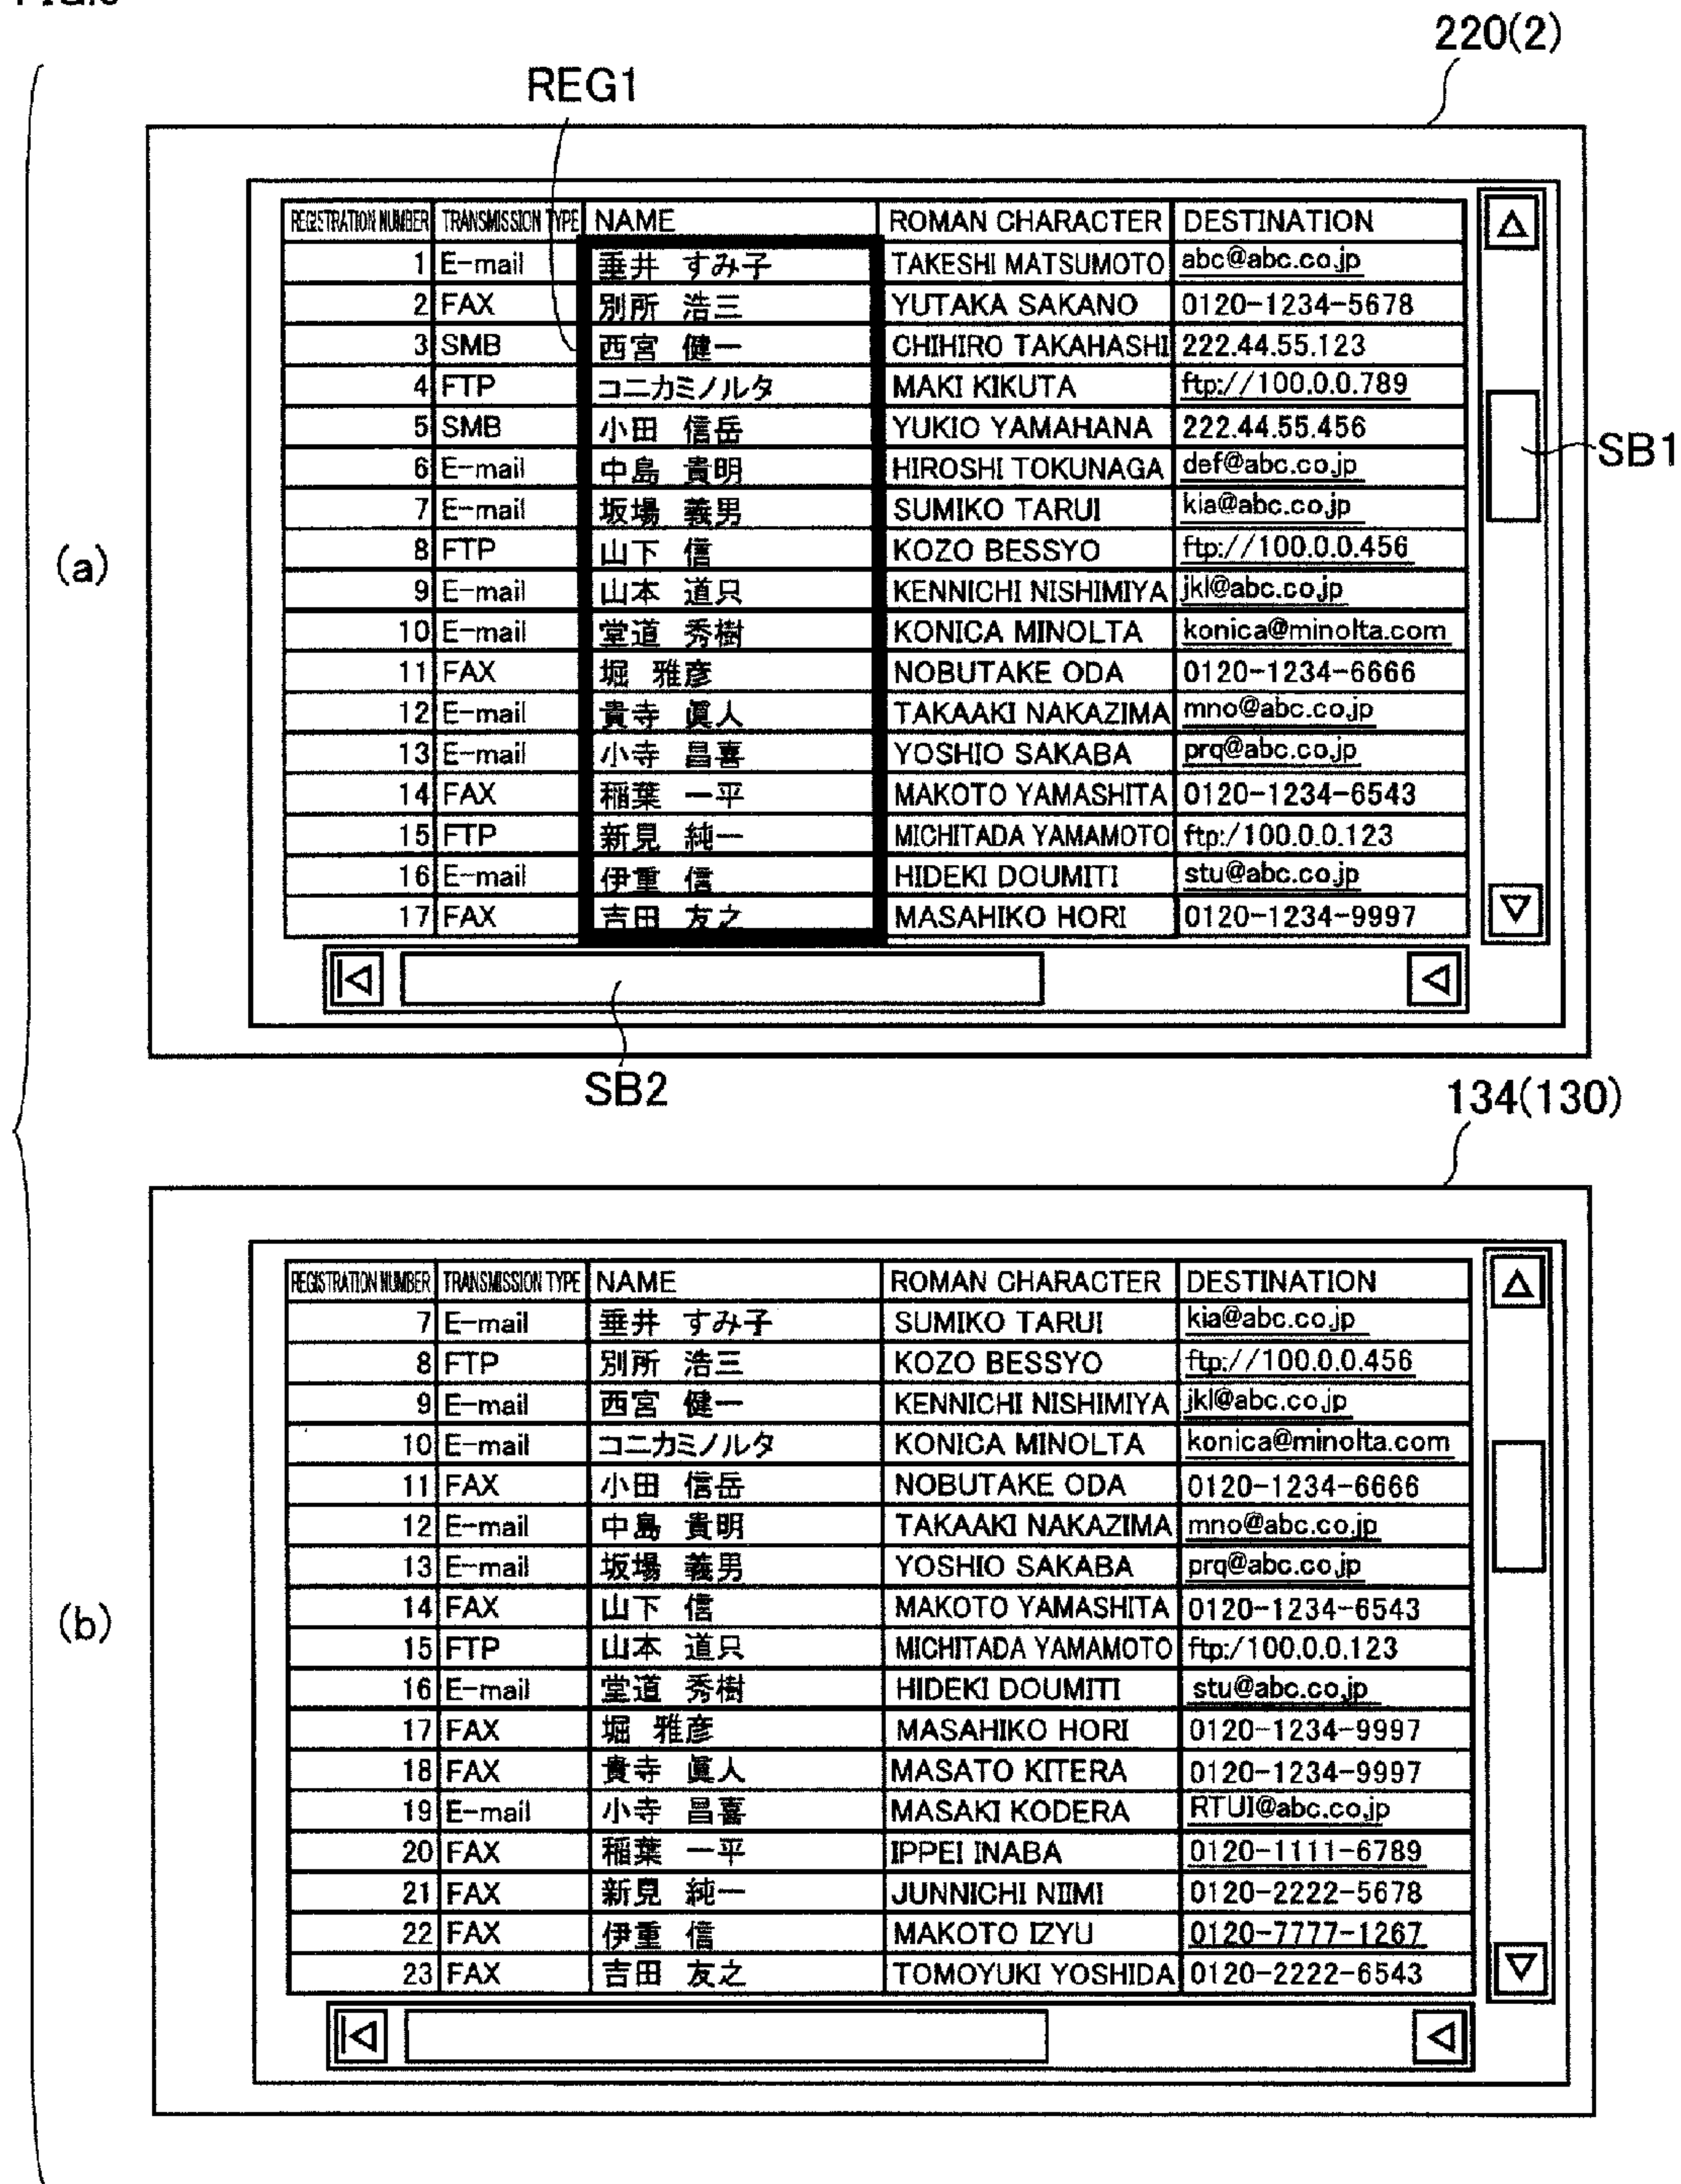 220(2)
REG1
(a)
REGISTRATION NUMBER TRANSMISSION TYPE NAME ROMAN CHARACTER DESTINATION
1 E-mail 垂井 すみ子 TAKESHI MATSUMOTO abc@abc.co.jp
2 FAX 別所 浩三 YUTAKA SAKANO 0120-1234-5678
3 SMB 西宮 健一 CHIHIRO TAKAHASHI 222.44.55.123
4 FTP コニカミノルタ MAKI KIKUTA ftp://100.0.0.789
5 SMB 小田 信岳 YUKIO YAMAHANA 222.44.55.456
6 E-mail 中島 貴明 HIROSHI TOKUNAGA def@abc.co.jp
7 E-mail 坂場 義男 SUMIKO TARUI kia@abc.co.jp
8 FTP 山下 信 KOZO BESSYO ftp://100.0.0.456
9 E-mail 山本 道只 KENNICHI NISHIMIYA jkl@abc.co.jp
10 E-mail 堂道 秀樹 KONICA MINOLTA konica@minolta.com
11 FAX 堀 雅彦 NOBUTAKE ODA 0120-1234-6666
12 E-mail 貴寺 眞人 TAKAAKI NAKAZIMA mno@abc.co.jp
13 E-mail 小寺 昌喜 YOSHIO SAKABA prq@abc.co.jp
14 FAX 稲葉 一平 MAKOTO YAMASHITA 0120-1234-6543
15 FTP 新見 純一 MICHITADA YAMAMOTO ftp:/100.0.0.123
16 E-mail 伊重 信 HIDEKI DOUMITI stu@abc.co.jp
17 FAX 吉田 友之 MASAHIKO HORI 0120-1234-9997
SB1
SB2
134(130)
(b)
REGISTRATION NUMBER TRANSMISSION TYPE NAME ROMAN CHARACTER DESTINATION
7 E-mail 垂井 すみ子 SUMIKO TARUI kia@abc.co.jp
8 FTP 別所 浩三 KOZO BESSYO ftp://100.0.0.456
9 E-mail 西宮 健一 KENNICHI NISHIMIYA jkl@abc.co.jp
10 E-mail コニカミノルタ KONICA MINOLTA konica@minolta.com
11 FAX 小田 信岳 NOBUTAKE ODA 0120-1234-6666
12 E-mail 中島 貴明 TAKAAKI NAKAZIMA mno@abc.co.jp
13 E-mail 坂場 義男 YOSHIO SAKABA prq@abc.co.jp
14 FAX 山下 信 MAKOTO YAMASHITA 0120-1234-6543
15 FTP 山本 道只 MICHITADA YAMAMOTO ftp:/100.0.0.123
16 E-mail 堂道 秀樹 HIDEKI DOUMITI stu@abc.co.jp
17 FAX 堀 雅彦 MASAHIKO HORI 0120-1234-9997
18 FAX 貴寺 眞人 MASATO KITERA 0120-1234-9997
19 E-mail 小寺 昌喜 MASAKI KODERA RTUI@abc.co.jp
20 FAX 稲葉 一平 IPPEI INABA 0120-1111-6789
21 FAX 新見 純一 JUNNICHI NIIMI 0120-2222-5678
22 FAX 伊重 信 MAKOTO IZYU 0120-7777-1267
23 FAX 吉田 友之 TOMOYUKI YOSHIDA 0120-2222-6543